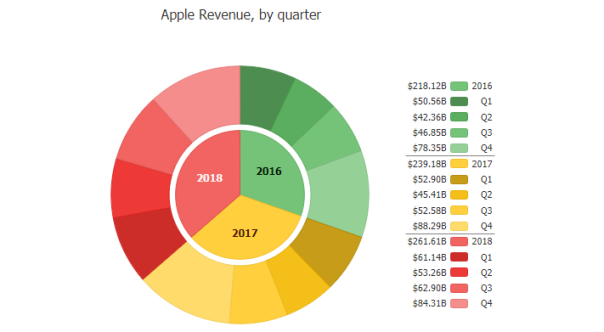 Apple Revenue, by quarter
2016
2018
2017
$218.12B 2016
$50.56B Q1
$42.36B Q2
$46.85B Q3
$78.35B Q4
$239.18B 2017
$52.90B Q1
$45.41B Q2
$52.58B Q3
$88.29B Q4
$261.61B 2018
$61.14B Q1
$53.26B Q2
$62.90B Q3
$84.31B Q4